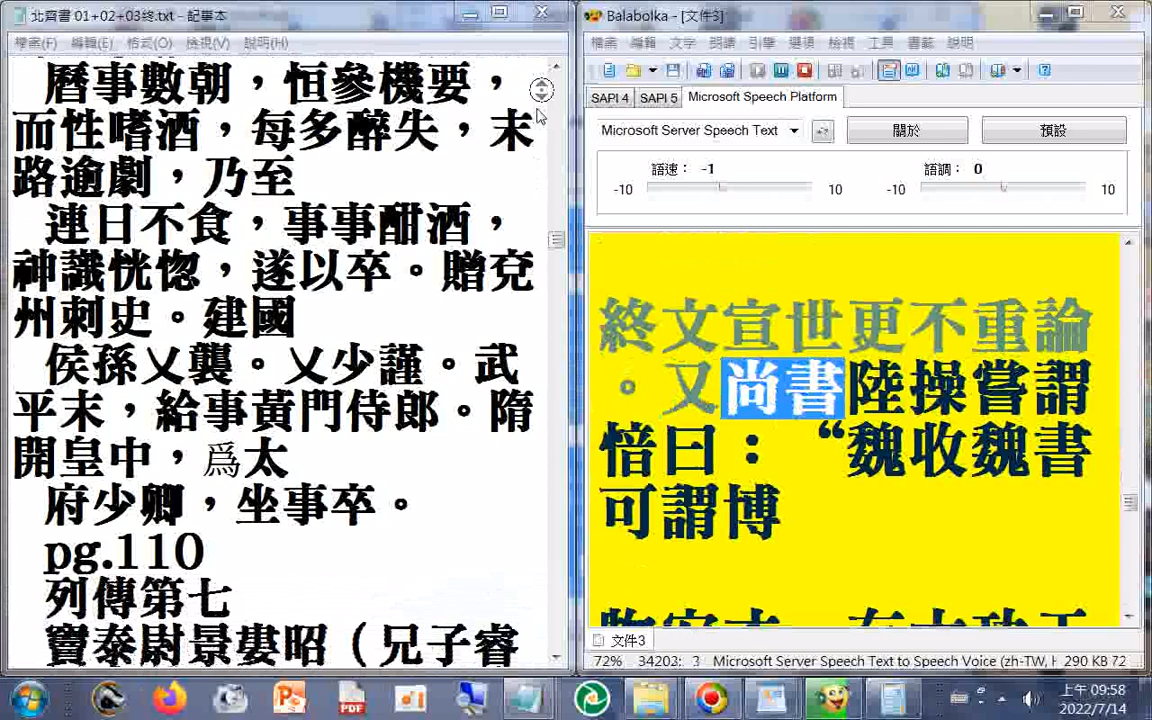 北齊書 01+02+03終.txt - 記事本
檔案(F) 編輯(E) 格式(O) 檢視(V) 說明(H)
曆事數朝，恒參機要，
而性嗜酒，每多醉失，末
路逾劇，乃至
連日不食，事事酣酒，
神識恍惚，遂以卒。贈兗
州刺史。建國
侯孫乂襲。乂少謹。武
平末，給事黃門侍郎。隋
開皇中，爲太
府少卿，坐事卒。
pg.110
列傳第七
竇泰尉景婁昭（兄子睿
Balabolka - [文件3]
檔案 編輯 文字 朗讀 引擎 選項 檢視 工具 書籤 說明
SAPI 4 SAPI 5 Microsoft Speech Platform
Microsoft Server Speech Text 關於 預設
語速： -1 語調： 0
-10 10 -10 10
終文宣世更不重論
。又尚書陸操嘗謂
愔曰：“魏收魏書
可謂博
文件3
72% 34203: 3 Microsoft Server Speech Text to Speech Voice (zh-TW, H 290 KB 72
PDF
上午 09:58
2022/7/14